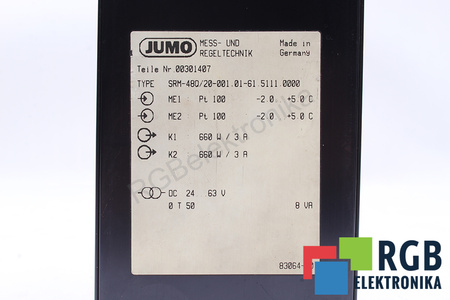 JUMO MESS- UND REGELTECHNIK Made in Germany
Teile Nr 00301407
TYPE SRM-480/20-001.01-61.5111.0000
ME1 Pt 100 -2.0 +5.0 C
ME2 Pt 100 -2.0 +5.0 C
K1 660 W / 3 A
K2 660 W / 3 A
DC 24 63 V
0 T 50 8 VA
83064-
RGBelektronika
RGB
ELEKTRONIKA